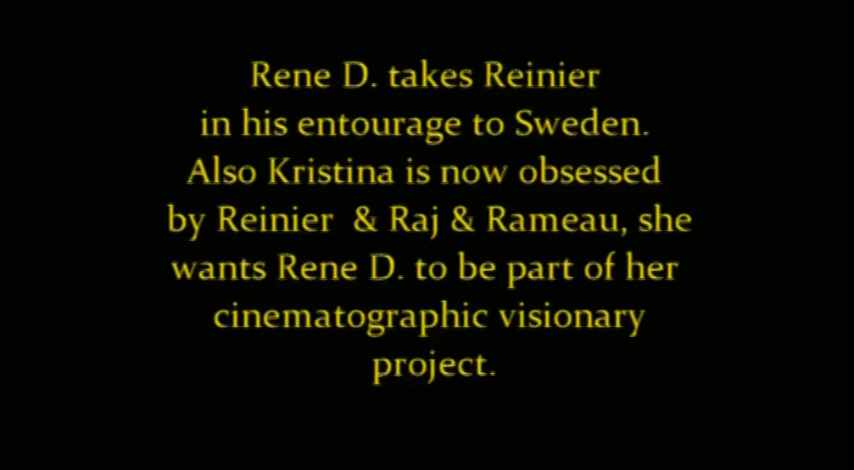 Rene D. takes Reinier
in his entourage to Sweden.
Also Kristina is now obsessed
by Reinier & Raj & Rameau, she
wants Rene D. to be part of her
cinematographic visionary
project.